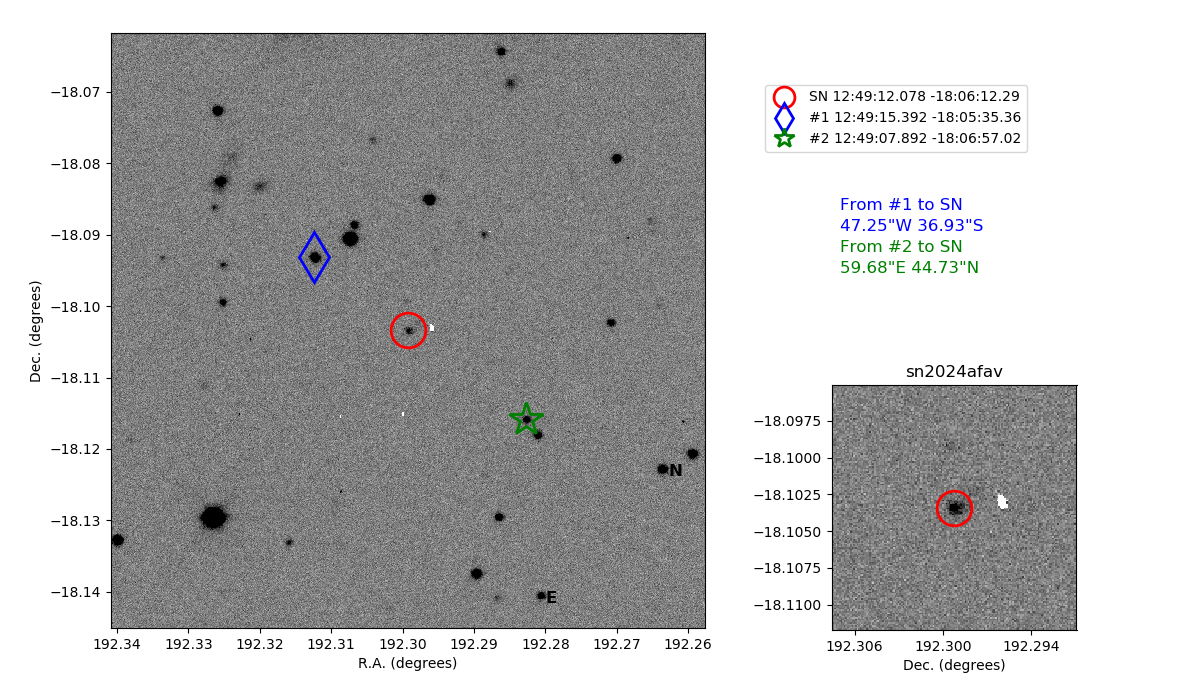 SN 12:49:12.078 -18:06:12.29
#1 12:49:15.392 -18:05:35.36
#2 12:49:07.892 -18:06:57.02
From #1 to SN
47.25"W 36.93"S
From #2 to SN
59.68"E 44.73"N
−18.07
−18.08
−18.09
−18.10
−18.11
−18.12
−18.13
−18.14
Dec. (degrees)
N
E
192.34 192.33 192.32 192.31 192.30 192.29 192.28 192.27 192.26
R.A. (degrees)
sn2024afav
−18.0975
−18.1000
−18.1025
−18.1050
−18.1075
−18.1100
192.306 192.300 192.294
Dec. (degrees)